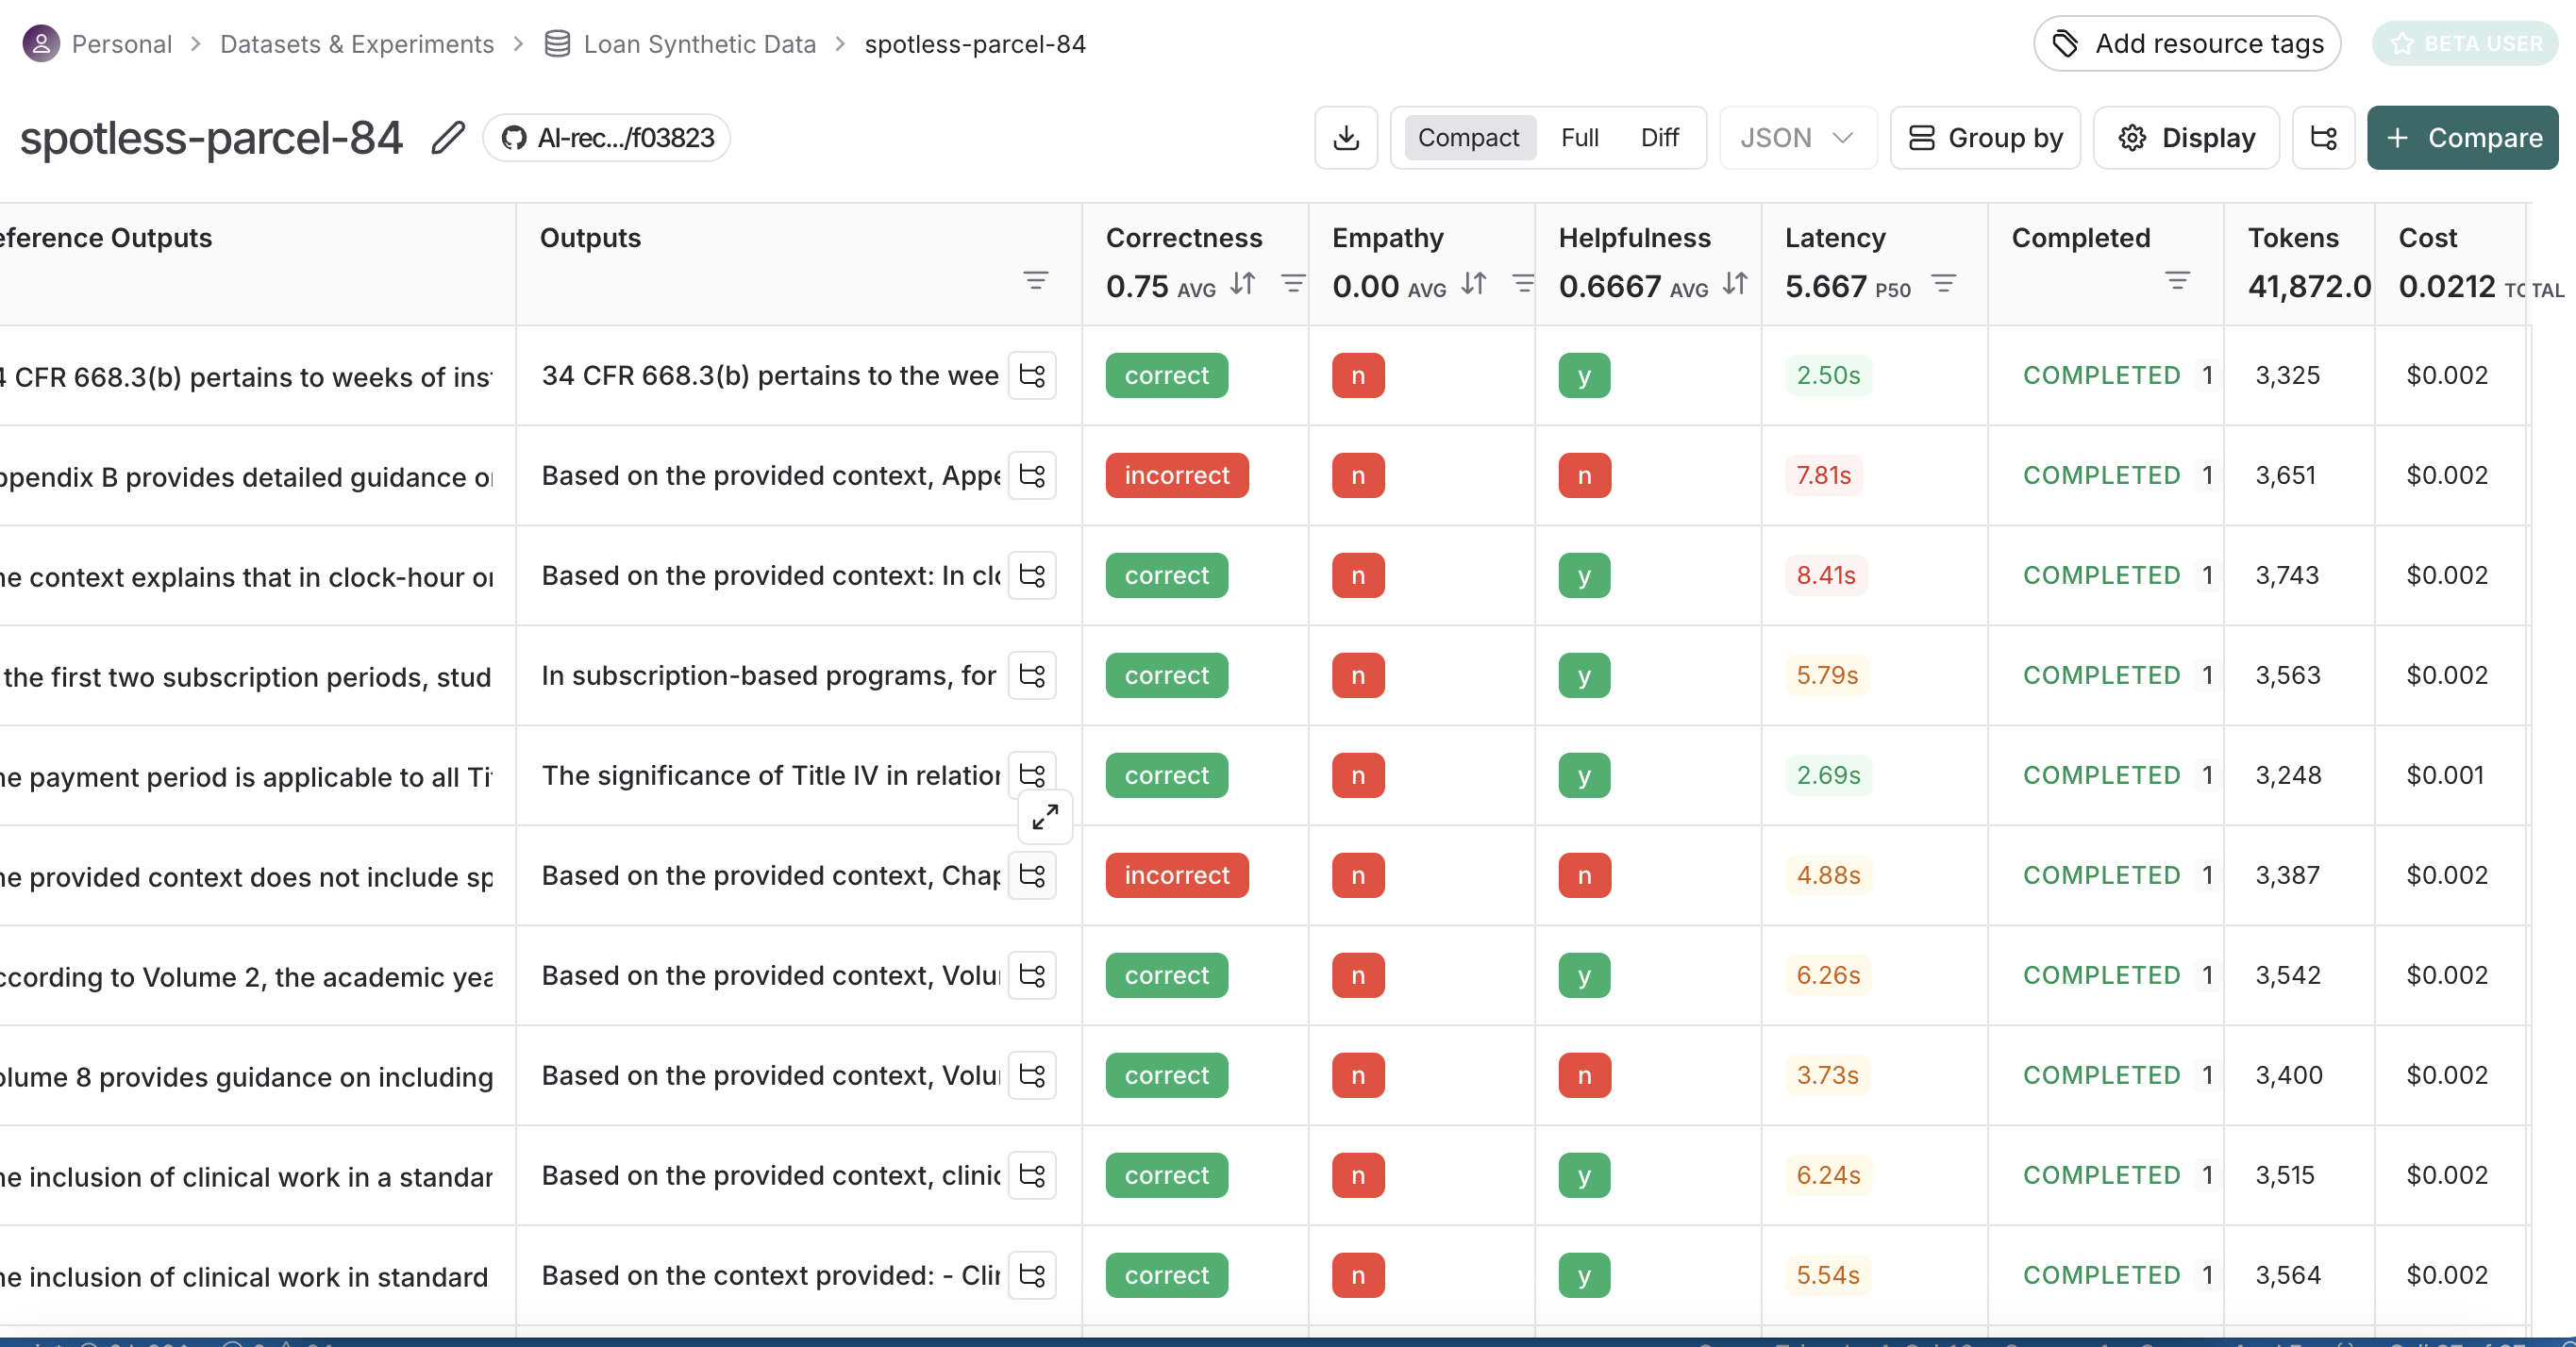 Personal > Datasets & Experiments > Loan Synthetic Data > spotless-parcel-84
Add resource tags
BETA USER
spotless-parcel-84
AI-rec.../f03823
Compact Full Diff
JSON
Group by
Display
+ Compare
eference Outputs Outputs Correctness Empathy Helpfulness Latency Completed Tokens Cost
0.75 AVG 0.00 AVG 0.6667 AVG 5.667 P50 41,872.0 0.0212 TOTAL
4 CFR 668.3(b) pertains to weeks of inst 34 CFR 668.3(b) pertains to the wee correct n y 2.50s COMPLETED 1 3,325 $0.002
ppendix B provides detailed guidance or Based on the provided context, Appe incorrect n n 7.81s COMPLETED 1 3,651 $0.002
he context explains that in clock-hour or Based on the provided context: In clo correct n y 8.41s COMPLETED 1 3,743 $0.002
the first two subscription periods, stud In subscription-based programs, for correct n y 5.79s COMPLETED 1 3,563 $0.002
he payment period is applicable to all Tit The significance of Title IV in relation correct n y 2.69s COMPLETED 1 3,248 $0.001
he provided context does not include sp Based on the provided context, Chap incorrect n n 4.88s COMPLETED 1 3,387 $0.002
ccording to Volume 2, the academic yea Based on the provided context, Volur correct n y 6.26s COMPLETED 1 3,542 $0.002
olume 8 provides guidance on including Based on the provided context, Volur correct n n 3.73s COMPLETED 1 3,400 $0.002
he inclusion of clinical work in a standar Based on the provided context, clinic correct n y 6.24s COMPLETED 1 3,515 $0.002
he inclusion of clinical work in standard Based on the context provided: - Clin correct n y 5.54s COMPLETED 1 3,564 $0.002